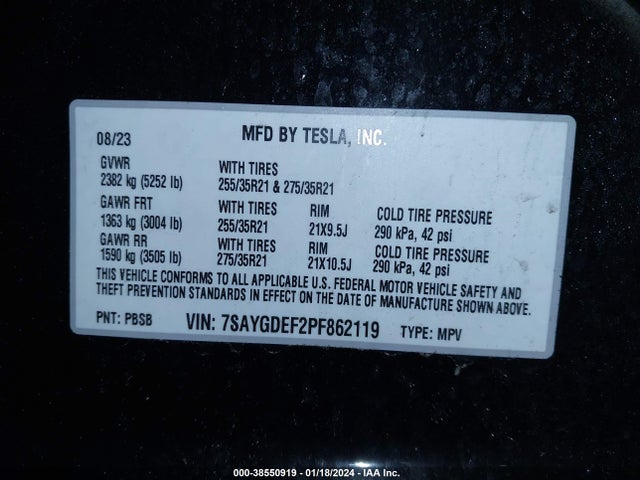 08/23 MFD BY TESLA, INC.
GVWR WITH TIRES
2382 kg (5252 lb) 255/35R21 & 275/35R21
GAWR FRT WITH TIRES RIM COLD TIRE PRESSURE
1363 kg (3004 lb) 255/35R21 21X9.5J 290 kPa, 42 psi
GAWR RR WITH TIRES RIM COLD TIRE PRESSURE
1590 kg (3505 lb) 275/35R21 21X10.5J 290 kPa, 42 psi
THIS VEHICLE CONFORMS TO ALL APPLICABLE U.S. FEDERAL MOTOR VEHICLE SAFETY AND
THEFT PREVENTION STANDARDS IN EFFECT ON THE DATE OF MANUFACTURE SHOWN ABOVE.
PNT: PBSB VIN: 7SAYGDEF2PF862119 TYPE: MPV
000-38550919 - 01/18/2024 - IAA Inc.